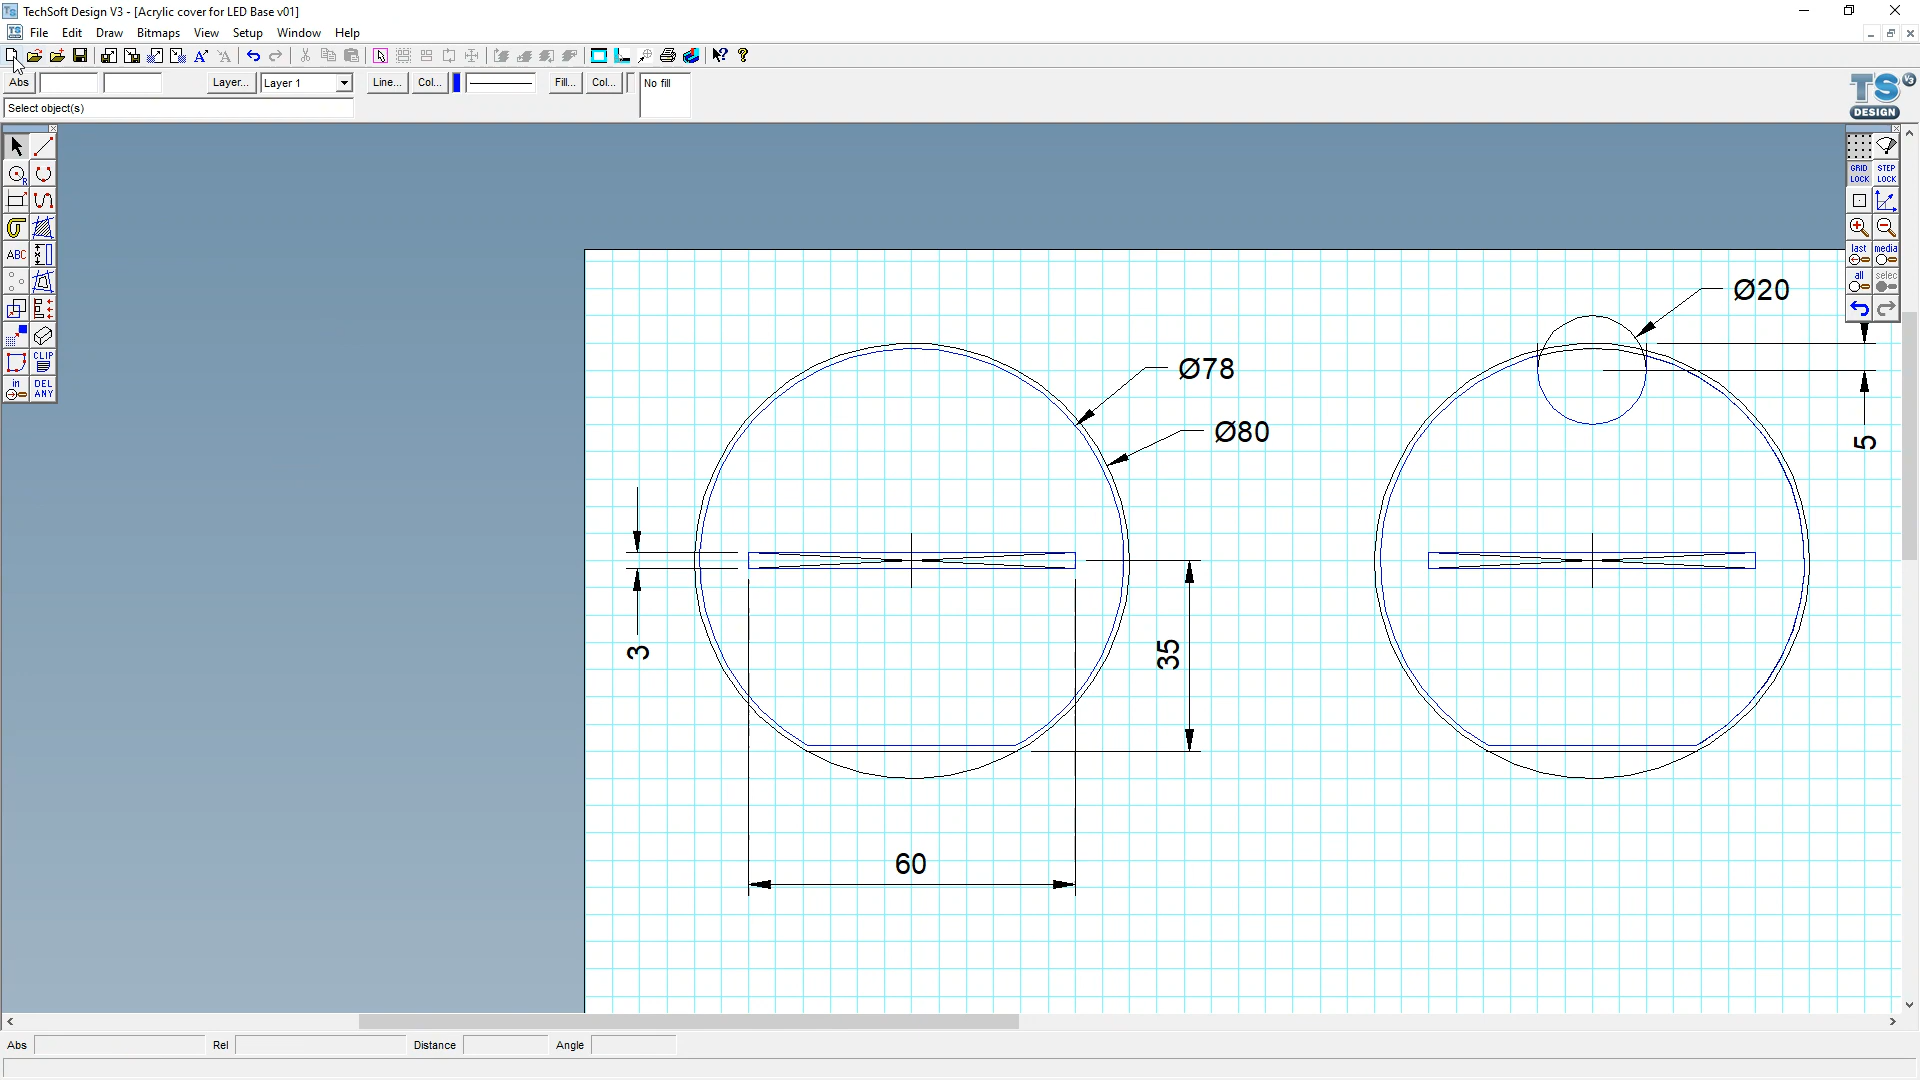 TechSoft Design V3 - [Acrylic cover for LED Base v01]
File Edit Draw Bitmaps View Setup Window Help
Abs Layer... Layer 1 Line... Col... Fill... Col... No fill
Select object(s)
TS V3
DESIGN
GRID LOCK STEP LOCK
last media
all selec
ABC
CLIP
in DEL ANY
Ø20
Ø78
Ø80
5
3
35
60
Abs Rel Distance Angle